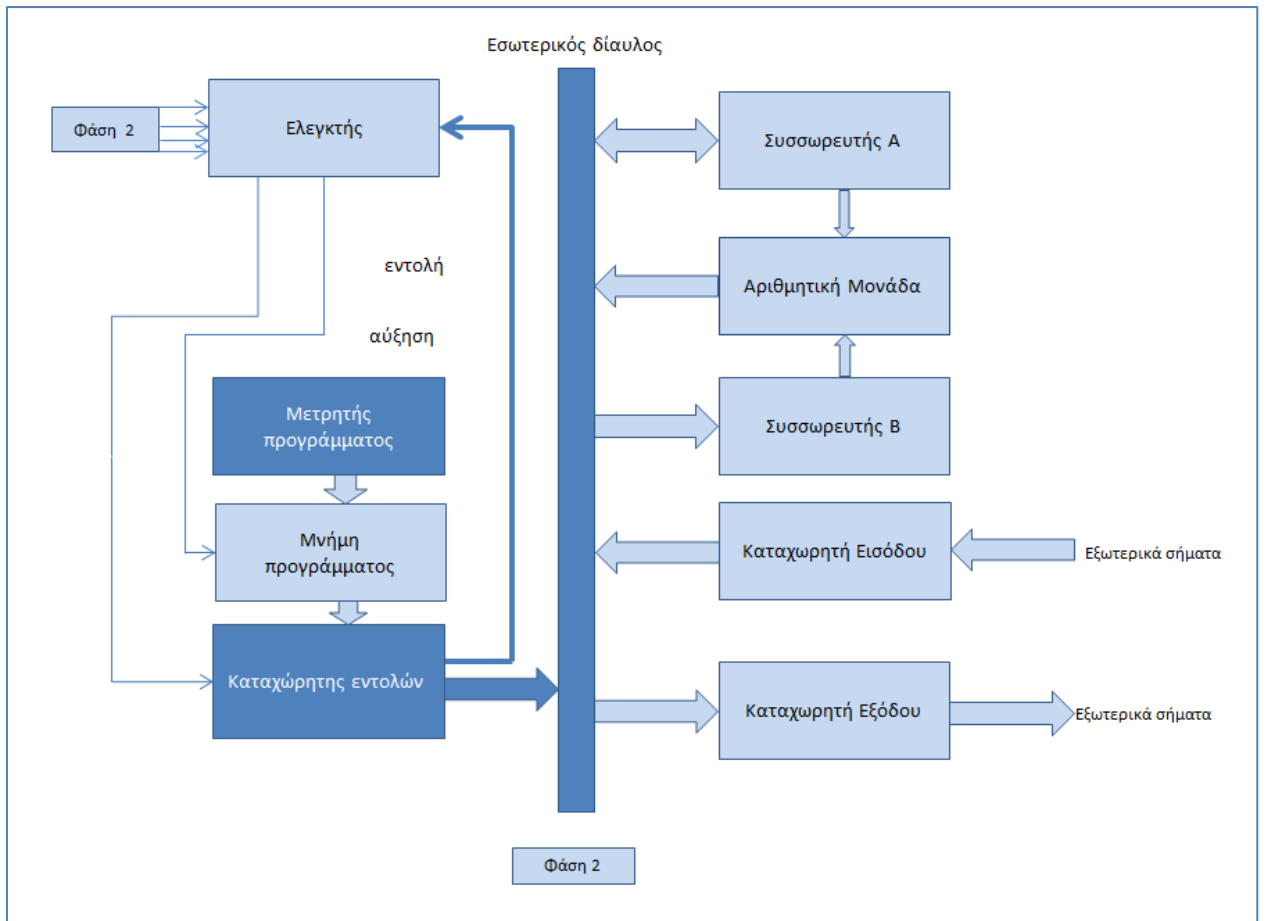 Εσωτερικός δίαυλος
Φάση 2
Ελεγκτής
Συσσωρευτής Α
εντολή
Αριθμητική Μονάδα
αύξηση
Μετρητής
προγράμματος
Συσσωρευτής Β
Μνήμη
προγράμματος
Καταχωρητή Εισόδου
Εξωτερικά σήματα
Καταχώρητης εντολών
Καταχωρητή Εξόδου
Εξωτερικά σήματα
Φάση 2